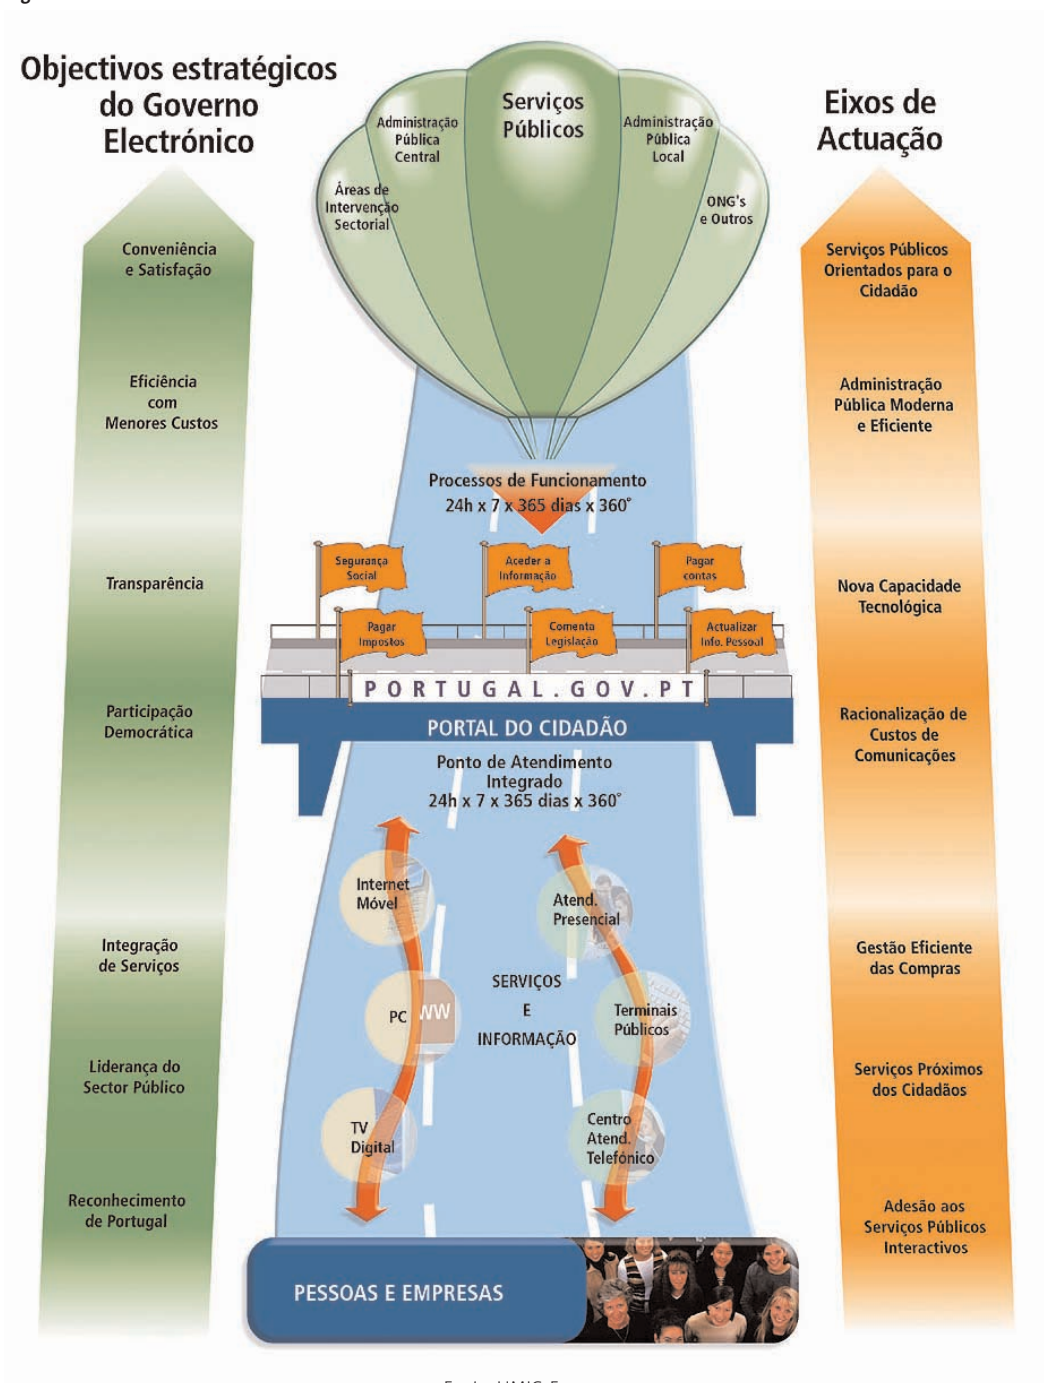 Objectivos estratégicos
do Governo
Electrónico
Conveniência
e Satisfação
Eficiência
com
Menores Custos
Transparência
Participação
Democrática
Integração
de Serviços
Liderança do
Sector Público
Reconhecimento
de Portugal
Serviços
Públicos
Administração
Pública
Central
Administração
Pública
Local
Áreas de
Intervenção
Sectorial
ONG's
e Outros
Processos de Funcionamento
24h x 7 x 365 dias x 360°
Segurança
Social
Aceder a
Informação
Pagar
contas
Pagar
Impostos
Comenta
Legislação
Actualizar
Info. Pessoal
PORTUGAL.GOV.PT
PORTAL DO CIDADÃO
Ponto de Atendimento
Integrado
24h x 7 x 365 dias x 360°
Internet
Móvel
PC
WW
TV
Digital
SERVIÇOS
E
INFORMAÇÃO
Atend.
Presencial
Terminais
Públicos
Centro
Atend.
Telefónico
PESSOAS E EMPRESAS
Eixos de
Actuação
Serviços Públicos
Orientados para o
Cidadão
Administração
Pública Moderna
e Eficiente
Nova Capacidade
Tecnológica
Racionalização de
Custos de
Comunicações
Gestão Eficiente
das Compras
Serviços Próximos
dos Cidadãos
Adesão aos
Serviços Públicos
Interactivos